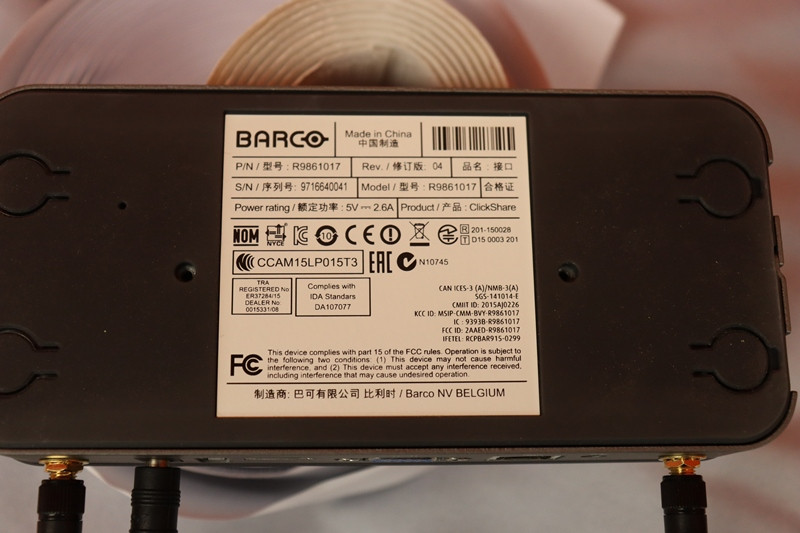 BARCO
Made in China
中国制造
P/N / 型号 : R9861017
Rev. / 修订版: 04
品名 : 接口
S/N / 序列号: 9716640041
Model / 型号 : R9861017
合格证
Power rating / 额定功率 : 5V⎓2.6A
Product / 产品 : ClickShare
NOM
NYCE
10
CE
R 201-150028
T D15 0003 201
CCAM15LP015T3
EAC
N10745
TRA
REGISTERED No
ER37284/15
DEALER No:
0015331/08
Complies with
IDA Standars
DA107077
CAN ICES-3 (A)/NMB-3(A)
SGS-141014-E
CMIIT ID: 2015AJ0226
KCC ID: MSIP-CMM-BVY-R9861017
IC : 9393B-R9861017
FCC ID: 2AAED-R9861017
IFETEL: RCPBAR915-0299
FC
This device complies with part 15 of the FCC rules. Operation is subject to
the following two conditions: (1) This device may not cause harmful
interference, and (2) This device must accept any interference received,
including interference that may cause undesired operation.
制造商: 巴可有限公司 比利时 / Barco NV BELGIUM